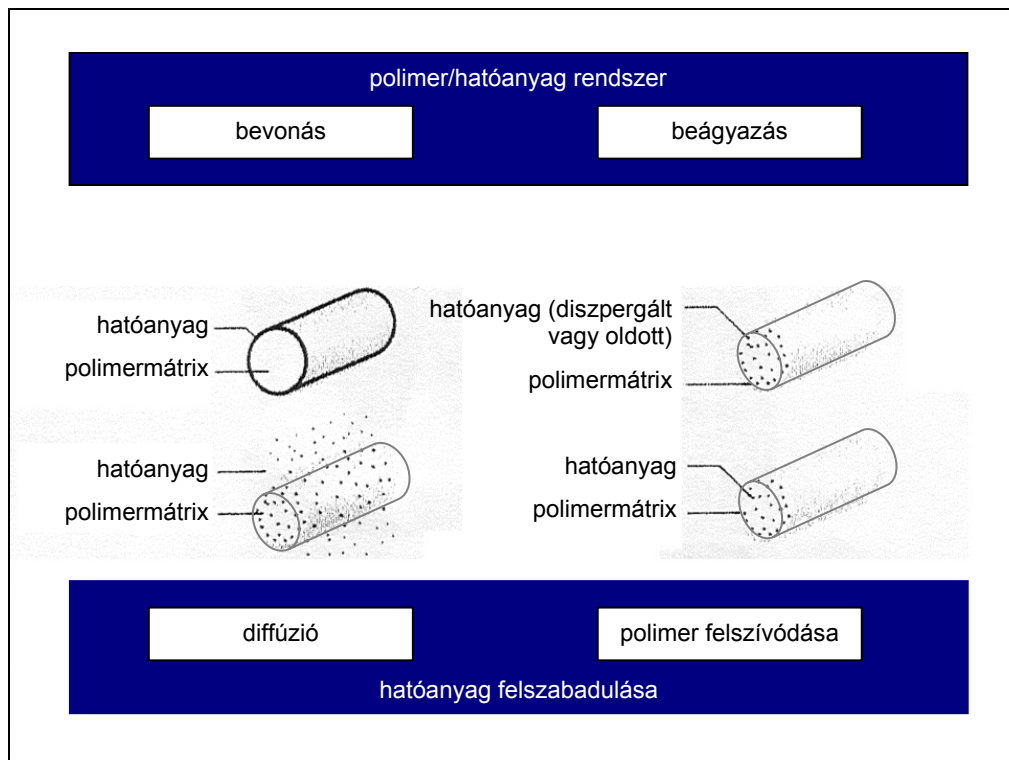 polimer/hatóanyag rendszer
bevonás
beágyazás
hatóanyag
polimermátrix
hatóanyag (diszpergált
vagy oldott)
polimermátrix
hatóanyag
polimermátrix
hatóanyag
polimermátrix
diffúzió
polimer felszívódása
hatóanyag felszabadulása